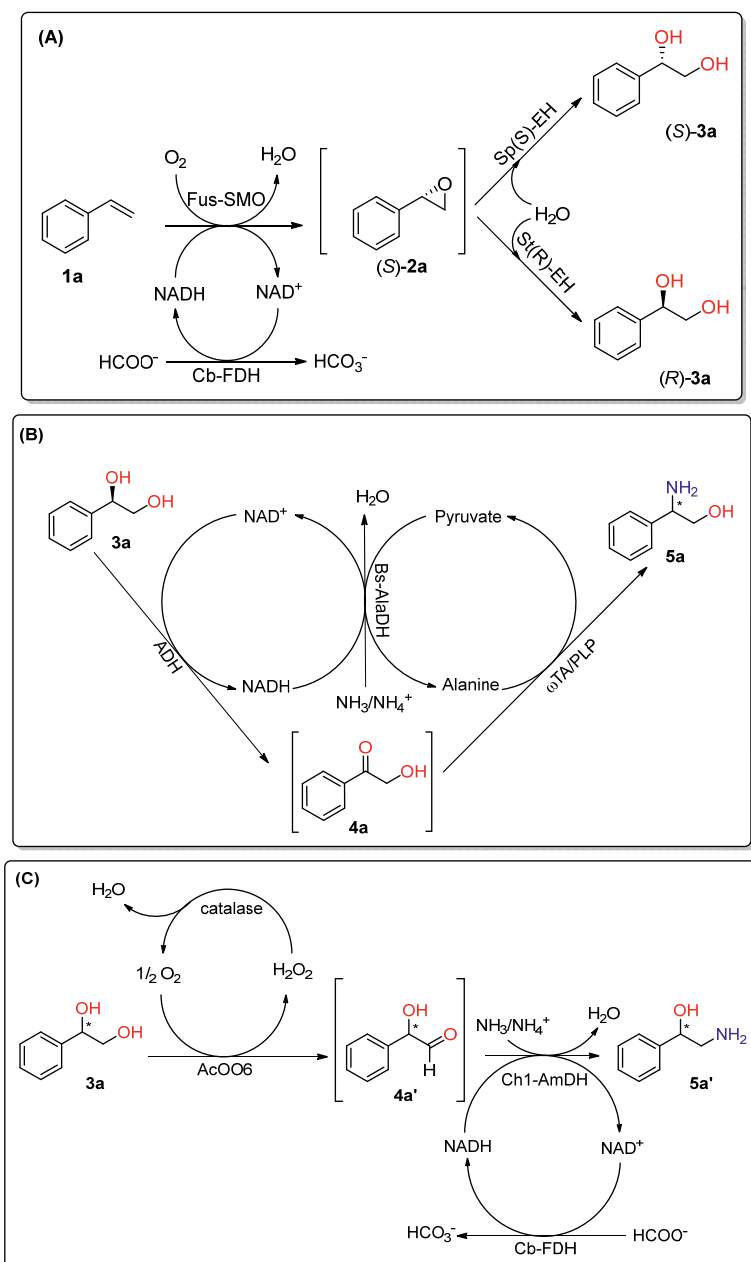 (A)
OH
OH
(S)-3a
Sp(S)-EH
O2
H2O
Fus-SMO
O
H2O
1a
(S)-2a
St(R)-EH
NADH
NAD+
OH
OH
HCOO−
HCO3−
Cb-FDH
(R)-3a
(B)
OH
OH
3a
NAD+
H2O
Pyruvate
NH2
*
OH
5a
Bs-AlaDH
ADH
NADH
NH3/NH4+
Alanine
ωTA/PLP
O
OH
4a
(C)
H2O
catalase
1/2 O2
H2O2
OH
*
OH
3a
AcOO6
OH
*
O
H
4a'
NH3/NH4+
H2O
Ch1-AmDH
OH
*
NH2
5a'
NADH
NAD+
HCO3−
HCOO−
Cb-FDH